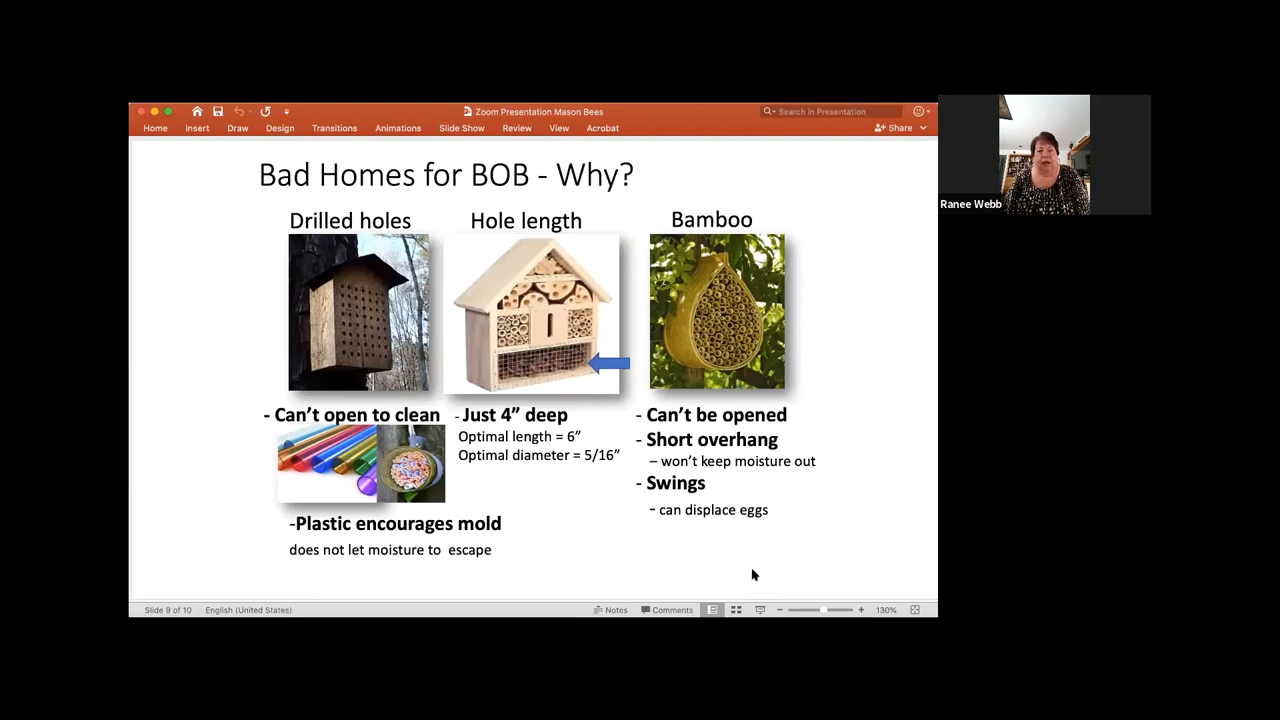 Zoom Presentation Mason Bees
Search in Presentation
Home Insert Draw Design Transitions Animations Slide Show Review View Acrobat
Share
Bad Homes for BOB - Why?
Drilled holes
- Can’t open to clean
-Plastic encourages mold
does not let moisture to escape
Hole length
- Just 4” deep
Optimal length = 6”
Optimal diameter = 5/16”
Bamboo
- Can’t be opened
- Short overhang
– won’t keep moisture out
- Swings
- can displace eggs
Slide 8 of 10 English (United States)
Notes Comments 130%
Ranee Webb